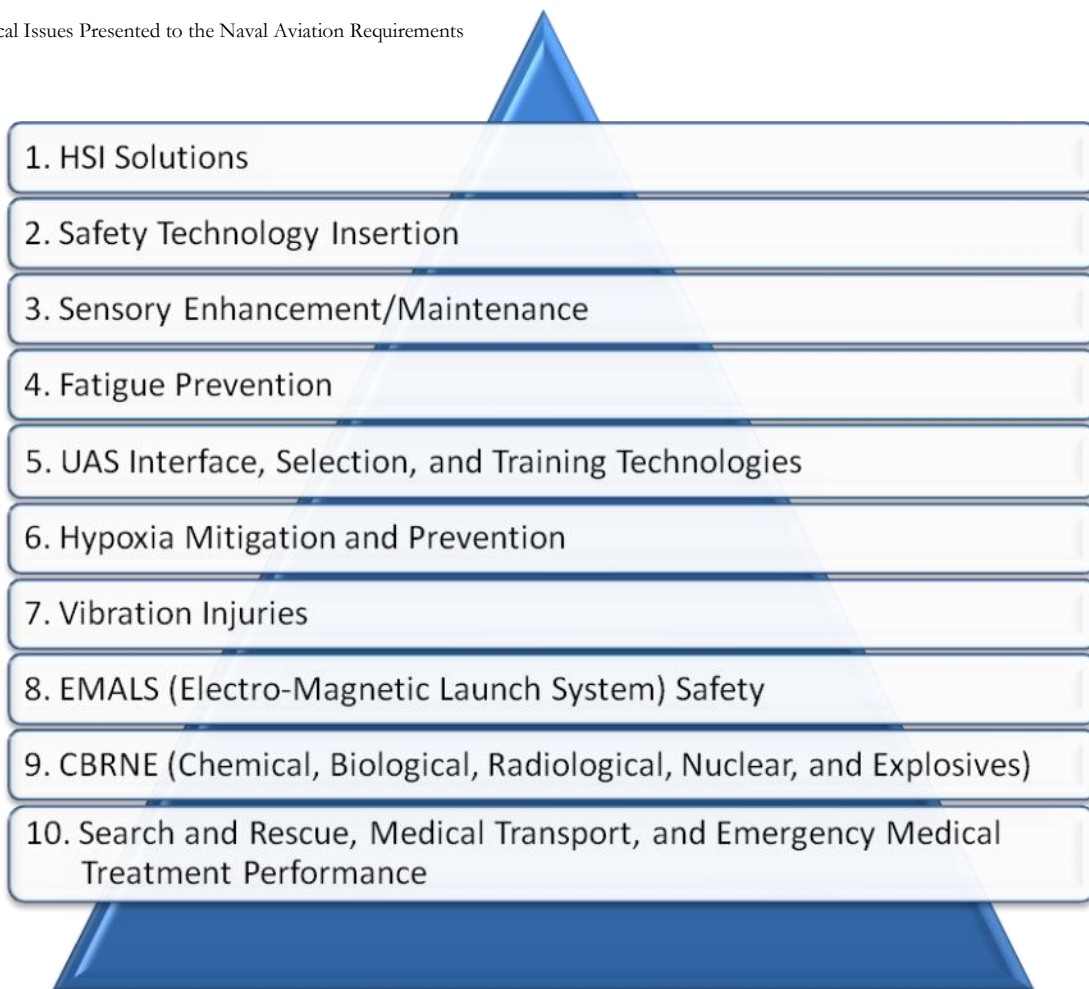 Issues Presented to the Naval Aviation Requirements
1. HSI Solutions
2. Safety Technology Insertion
3. Sensory Enhancement/Maintenance
4. Fatigue Prevention
5. UAS Interface, Selection, and Training Technologies
6. Hypoxia Mitigation and Prevention
7. Vibration Injuries
8. EMALS (Electro-Magnetic Launch System) Safety
9. CBRNE (Chemical, Biological, Radiological, Nuclear, and Explosives)
10. Search and Rescue, Medical Transport, and Emergency Medical
Treatment Performance